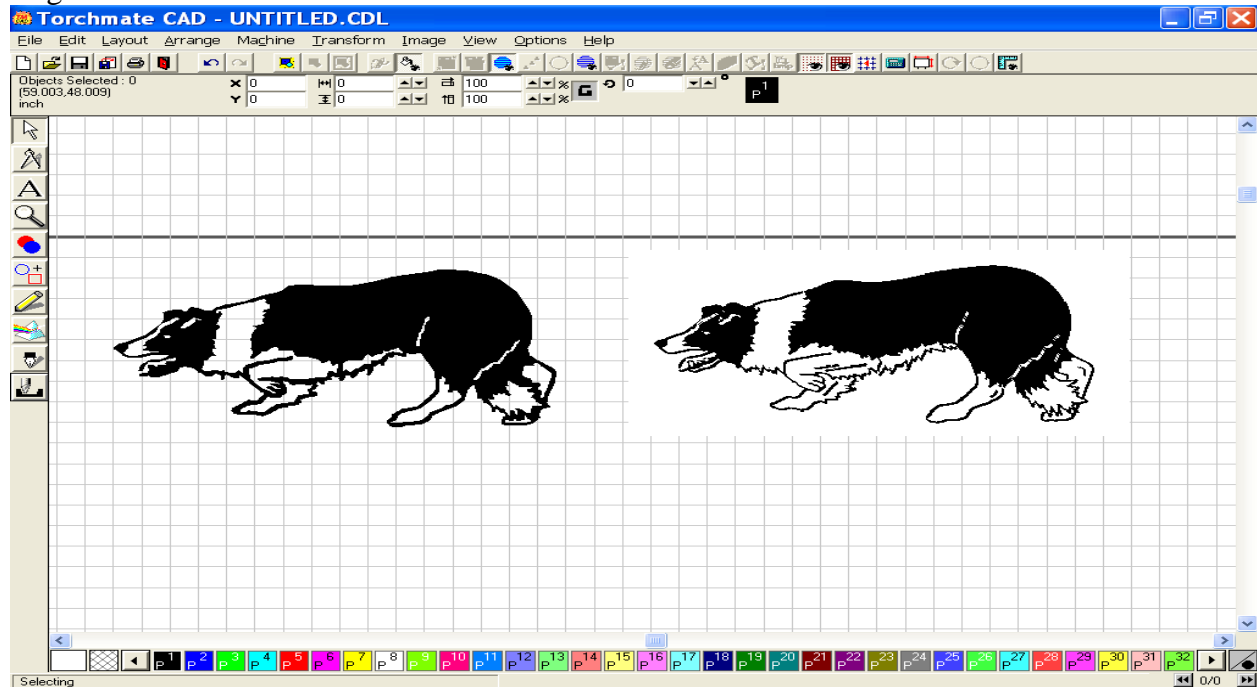 Torchmate CAD - UNTITLED.CDL
File Edit Layout Arrange Machine Transform Image View Options Help
Objects Selected : 0
(59.003,48.009)
inch
X 0 0 100 % G 0
Y 0 0 100 %
P1
A
P1 P2 P3 P4 P5 P6 P7 P8 P9 P10 P11 P12 P13 P14 P15 P16 P17 P18 P19 P20 P21 P22 P23 P24 P25 P26 P27 P28 P29 P30 P31 P32
Selecting 0/0